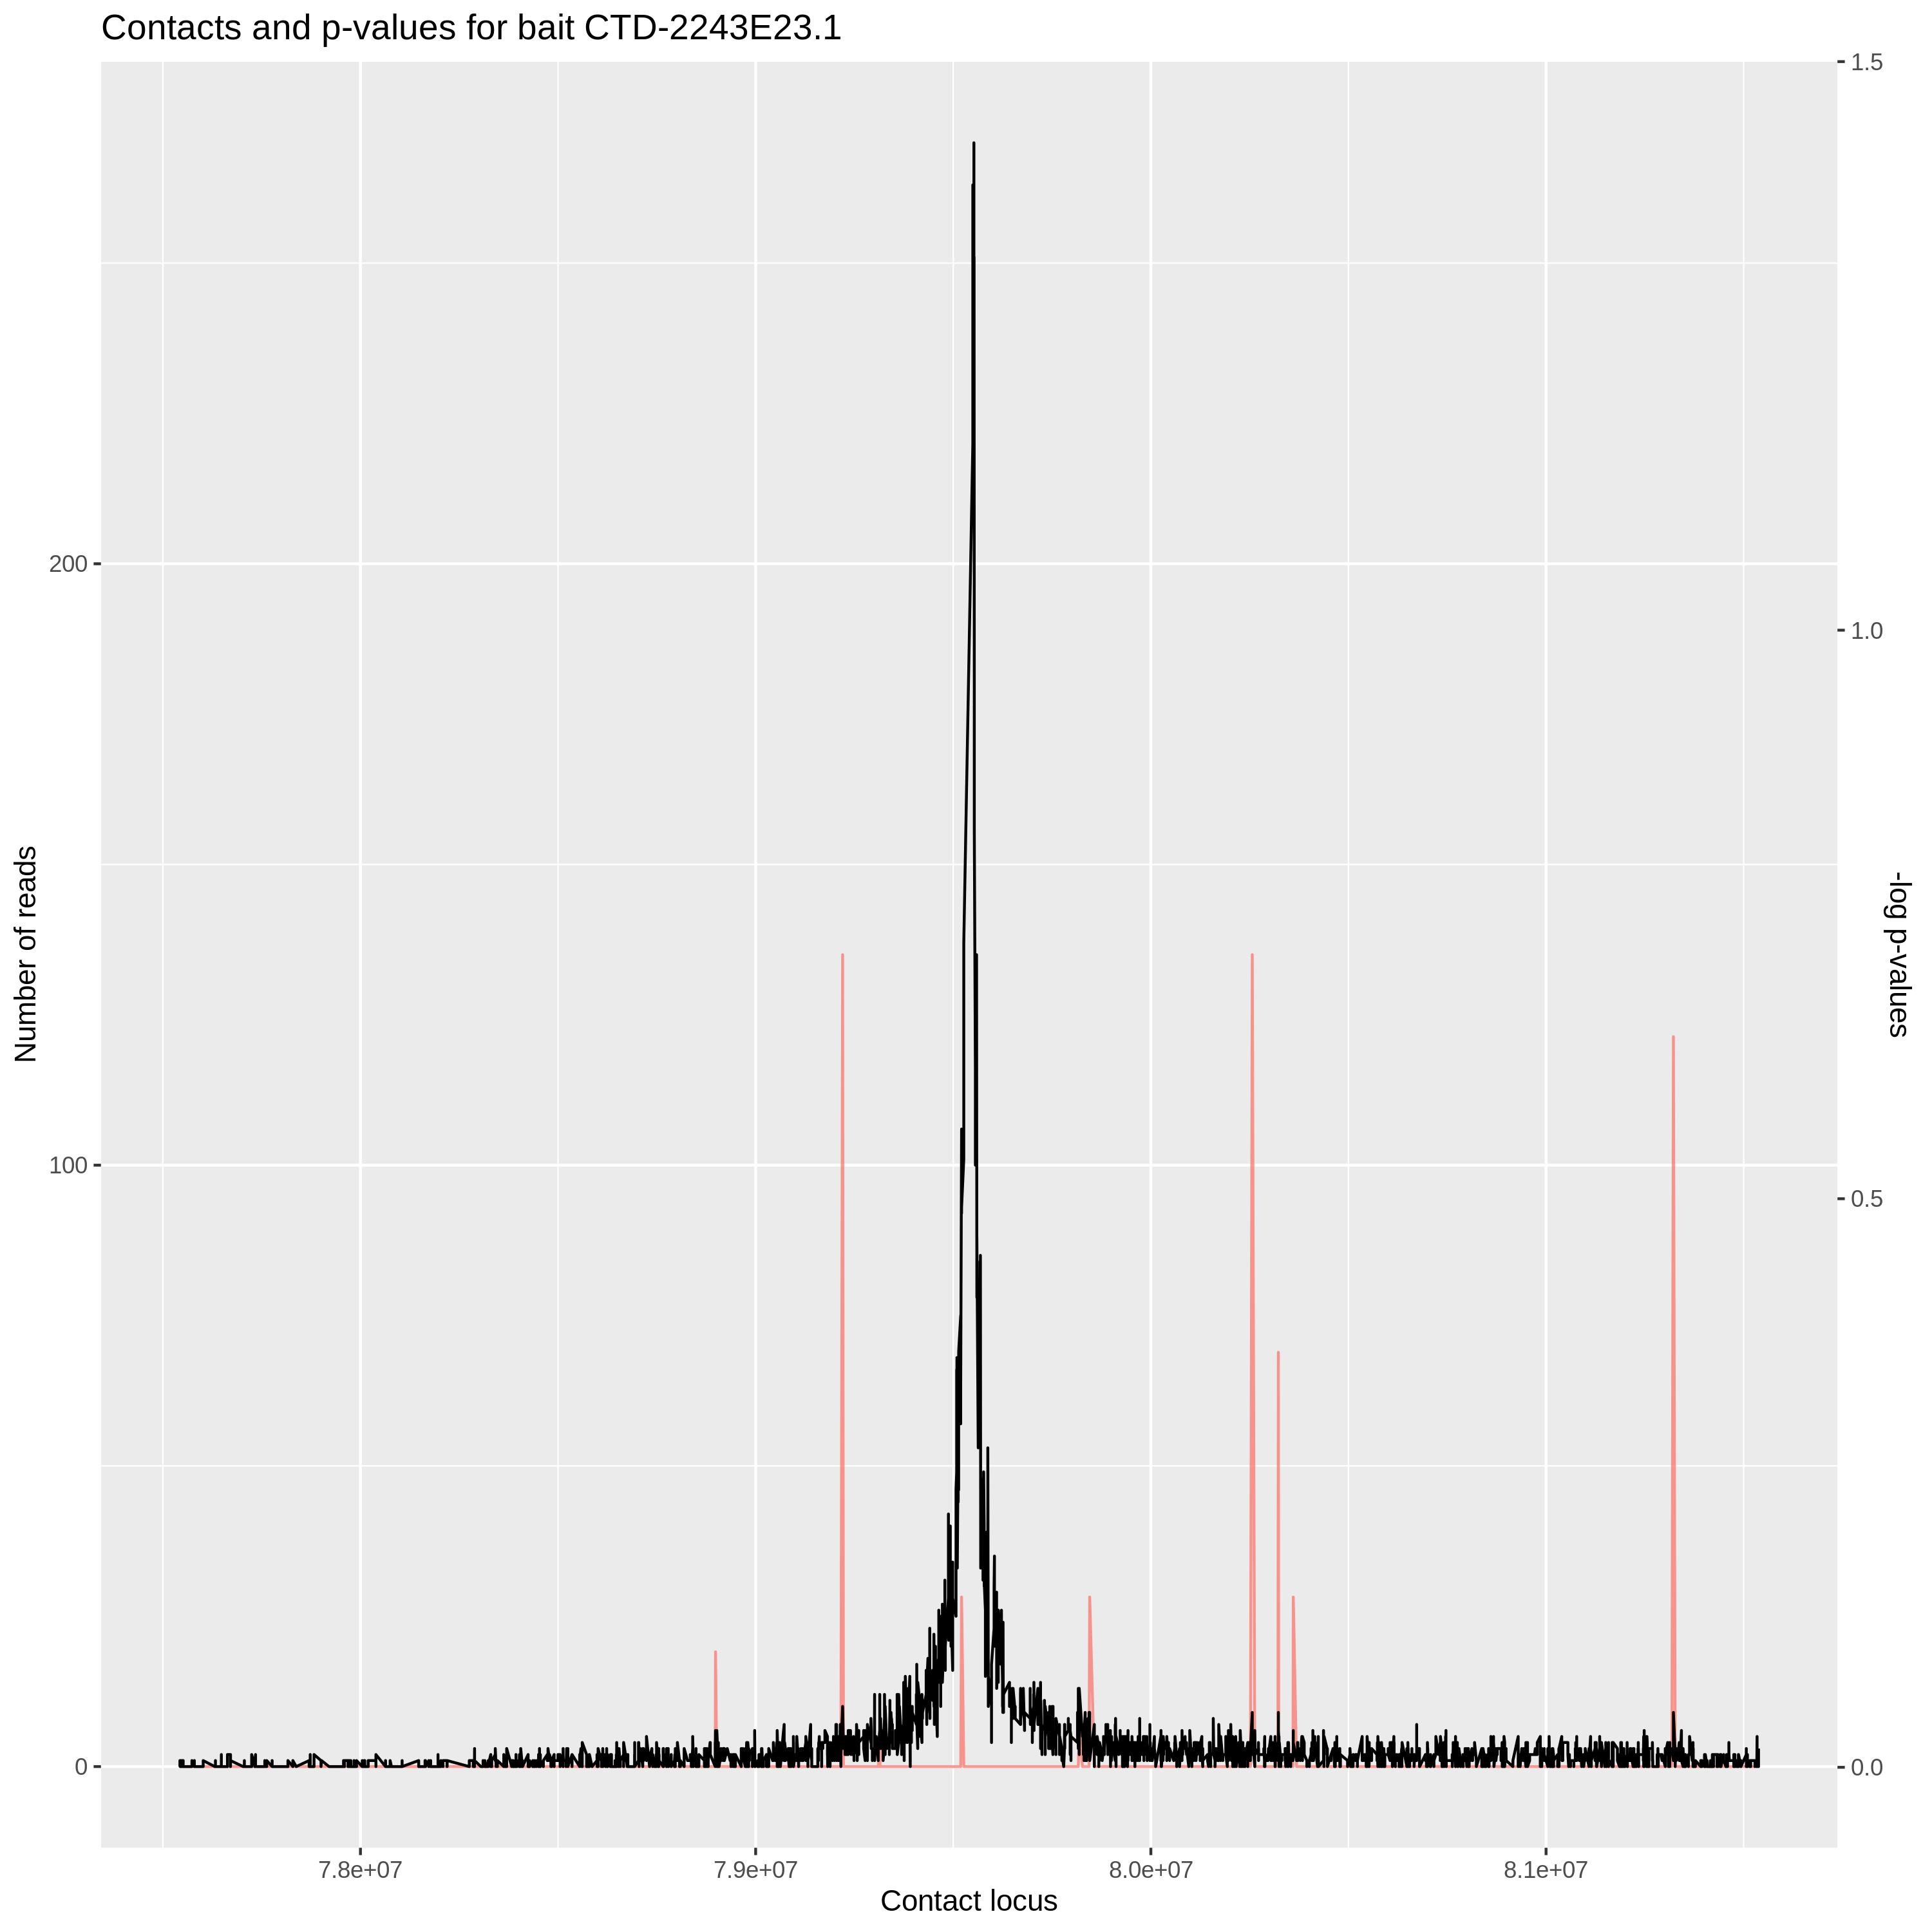 Contacts and p-values for bait CTD-2243E23.1
Number of reads
200
100
0
1.5
1.0
0.5
0.0
-log p-values
7.8e+07 7.9e+07 8.0e+07 8.1e+07
Contact locus